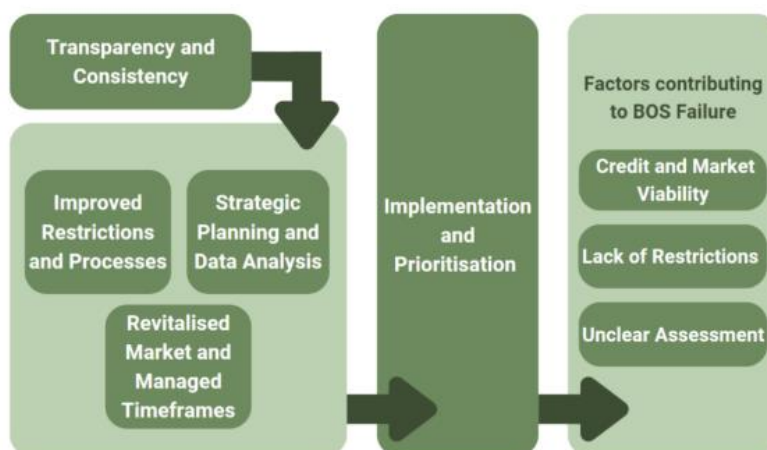 Transparency and
Consistency
Improved
Restrictions
and Processes
Strategic
Planning and
Data Analysis
Revitalised
Market and
Managed
Timeframes
Implementation
and
Prioritisation
Factors contributing
to BOS Failure
Credit and Market
Viability
Lack of Restrictions
Unclear Assessment